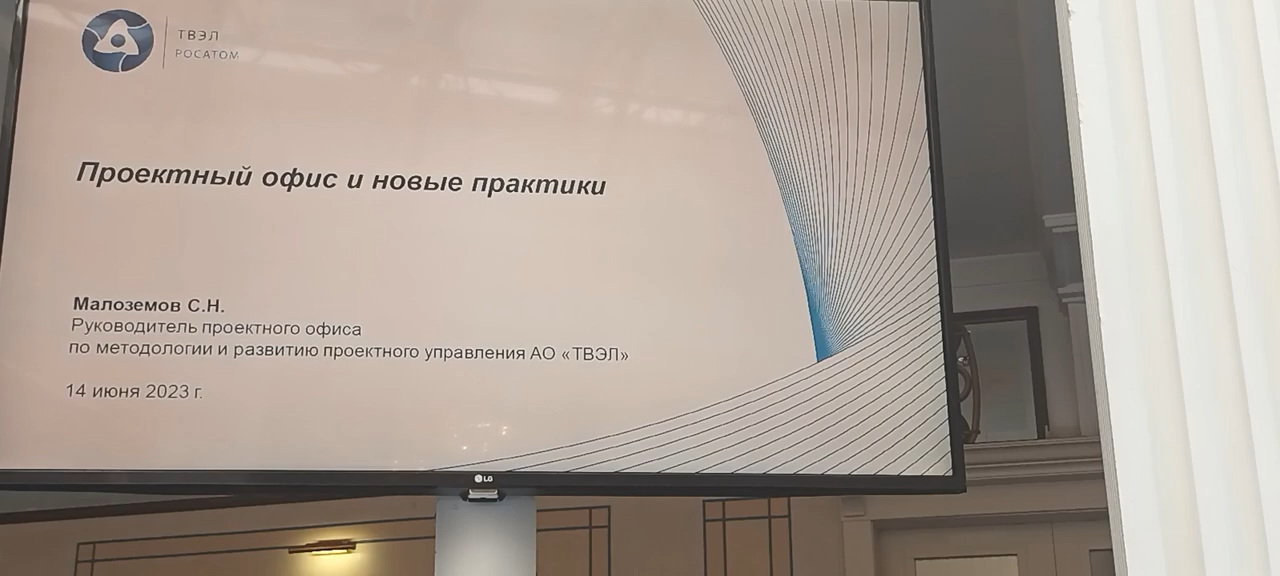 ТВЭЛ
РОСАТОМ
Проектный офис и новые практики
Малоземов С.Н.
Руководитель проектного офиса
по методологии и развитию проектного управления АО «ТВЭЛ»
14 июня 2023 г.
LG